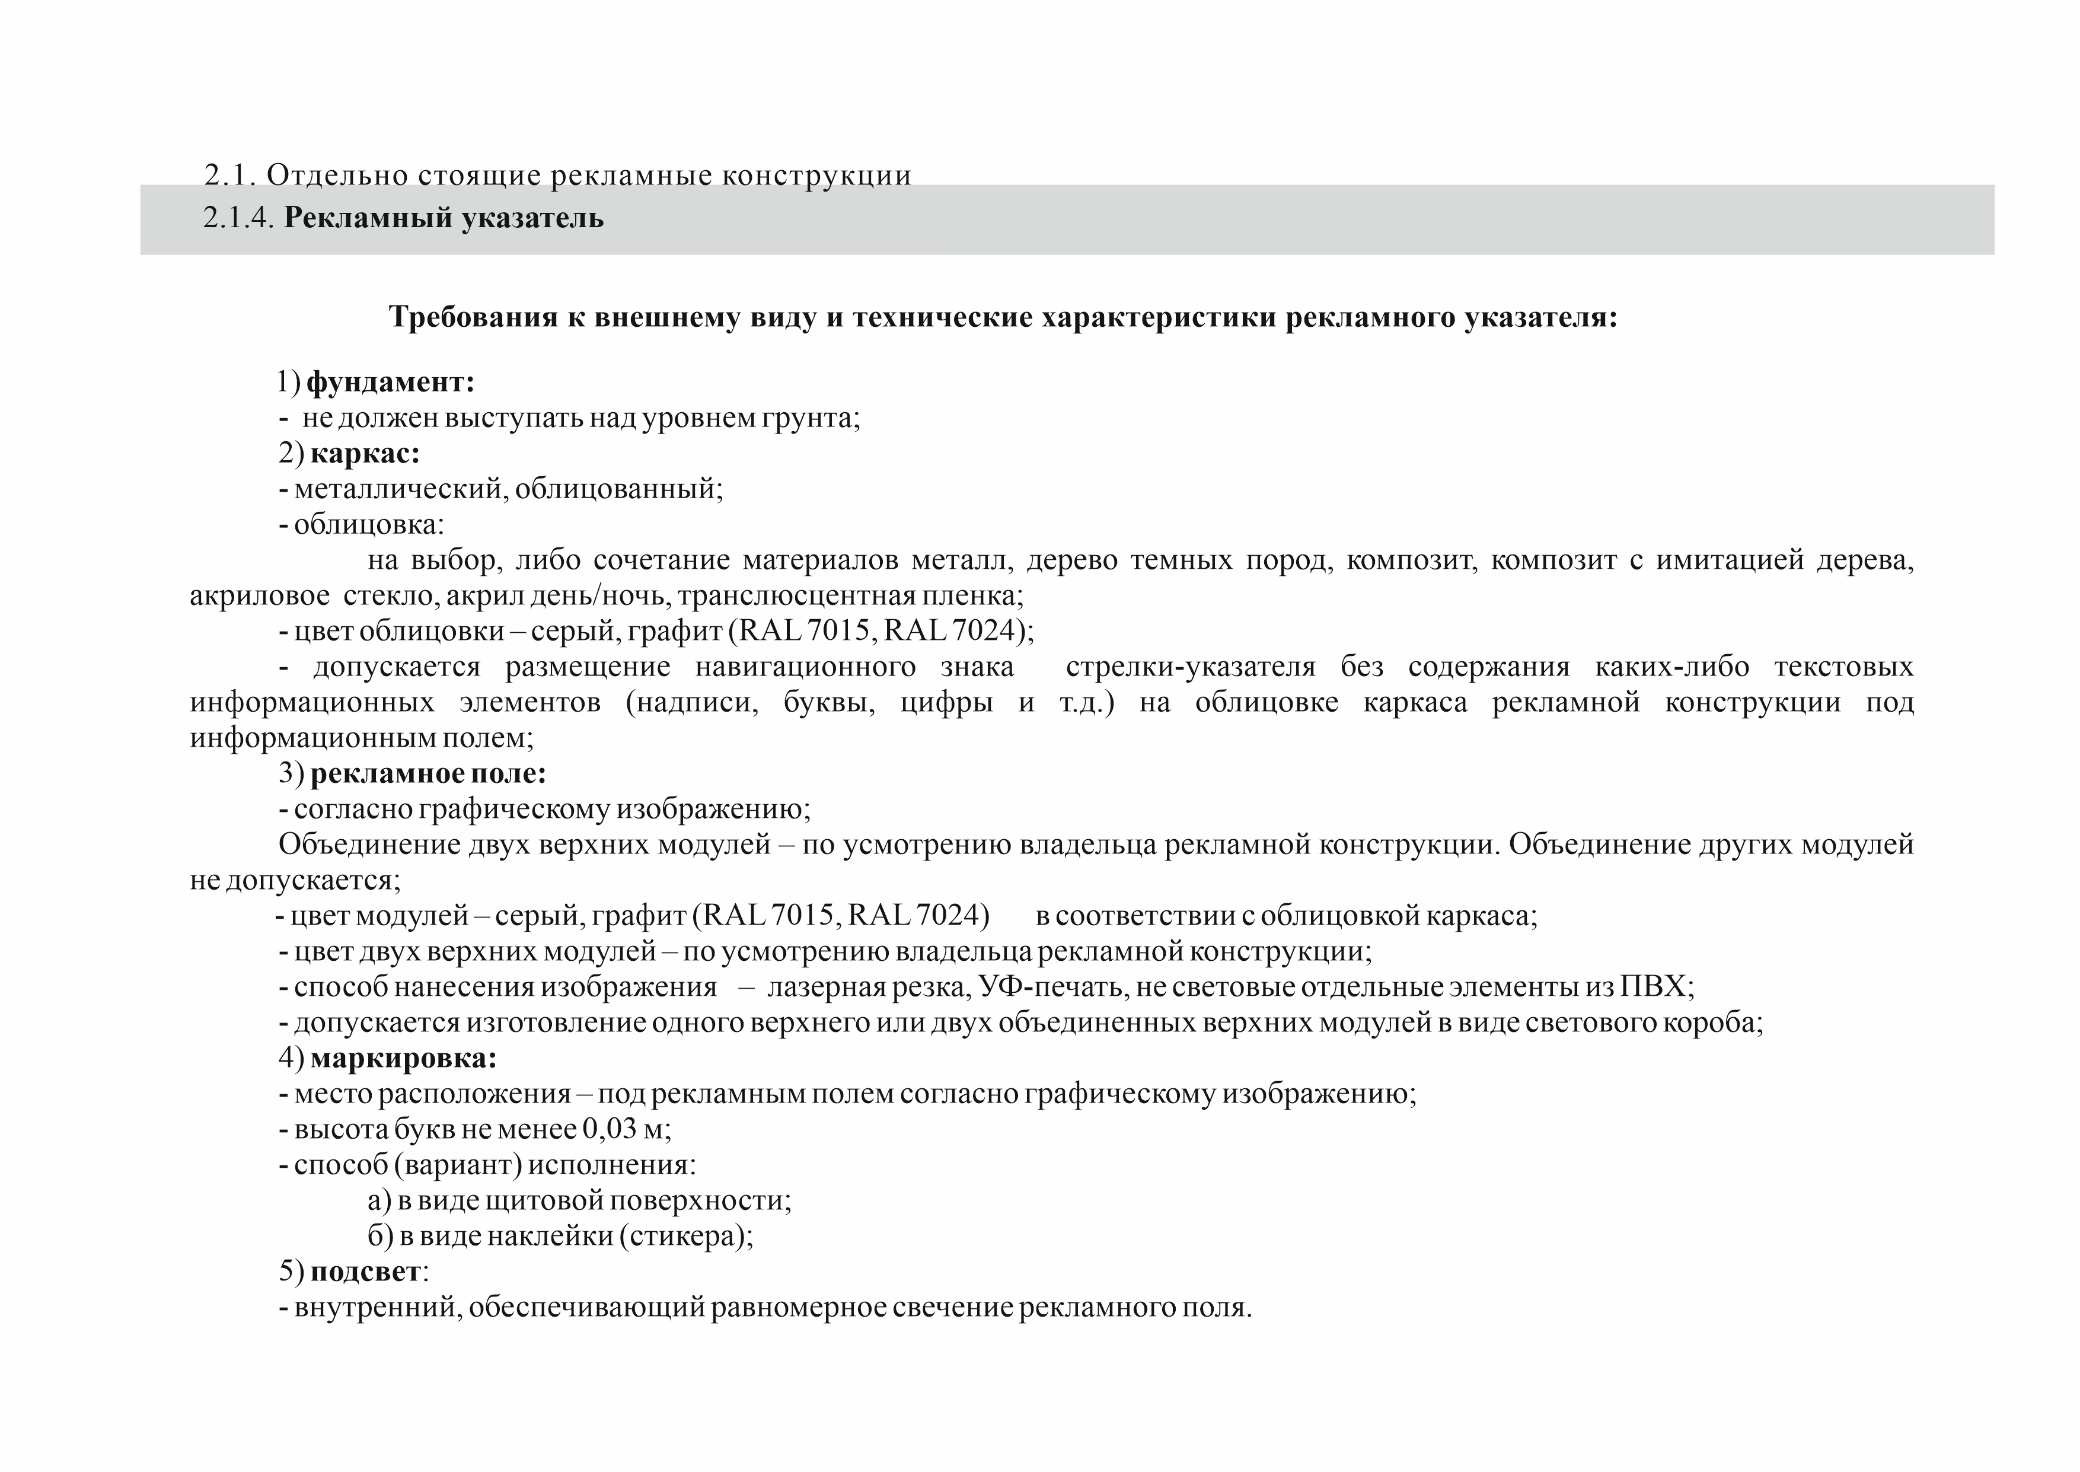 2.1. Отдельно стоящие рекламные конструкции
2.1.4. Рекламный указатель
Требования к внешнему виду и технические характеристики рекламного указателя:
1) фундамент:
- не должен выступать над уровнем грунта;
2) каркас:
- металлический, облицованный;
- облицовка:
на выбор, либо сочетание материалов металл, дерево темных пород, композит, композит с имитацией дерева,
акриловое стекло, акрил день/ночь, транслюсцентная пленка;
- цвет облицовки – серый, графит (RAL 7015, RAL 7024);
- допускается размещение навигационного знака стрелки-указателя без содержания каких-либо текстовых
информационных элементов (надписи, буквы, цифры и т.д.) на облицовке каркаса рекламной конструкции под
информационным полем;
3) рекламное поле:
- согласно графическому изображению;
Объединение двух верхних модулей – по усмотрению владельца рекламной конструкции. Объединение других модулей
не допускается;
- цвет модулей – серый, графит (RAL 7015, RAL 7024) в соответствии с облицовкой каркаса;
- цвет двух верхних модулей – по усмотрению владельца рекламной конструкции;
- способ нанесения изображения – лазерная резка, УФ-печать, не световые отдельные элементы из ПВХ;
- допускается изготовление одного верхнего или двух объединенных верхних модулей в виде светового короба;
4) маркировка:
- место расположения – под рекламным полем согласно графическому изображению;
- высота букв не менее 0,03 м;
- способ (вариант) исполнения:
а) в виде щитовой поверхности;
б) в виде наклейки (стикера);
5) подсвет:
- внутренний, обеспечивающий равномерное свечение рекламного поля.